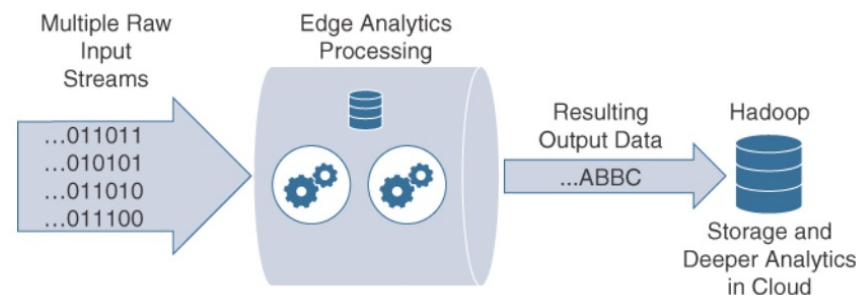 Multiple Raw
Input
Streams
...011011
...010101
...011010
...011100
Edge Analytics
Processing
Resulting
Output Data
...ABBC
Hadoop
Storage and
Deeper Analytics
in Cloud